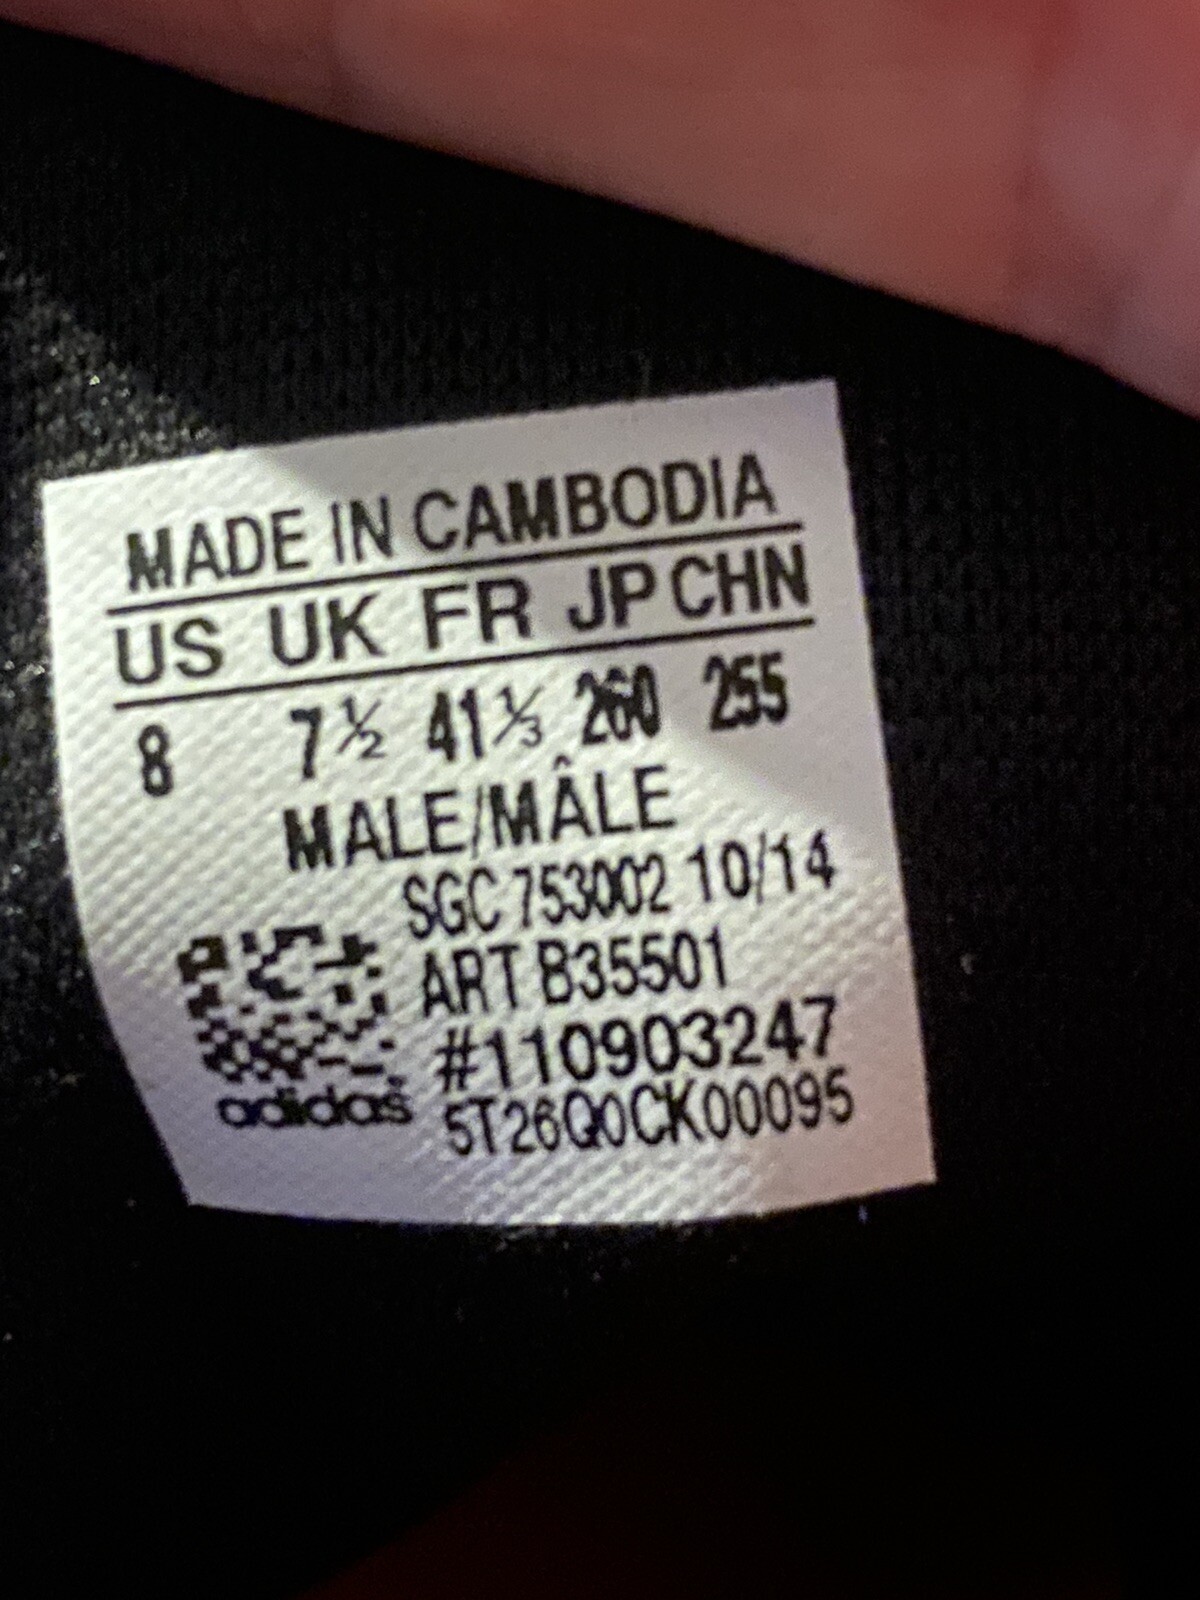 MADE IN CAMBODIA
US UK FR JP CHN
8 7½ 41⅓ 260 255
MALE/MÂLE
SGC 753002 10/14
ART B35501
#110903247
adidas 5T26Q0CK00095